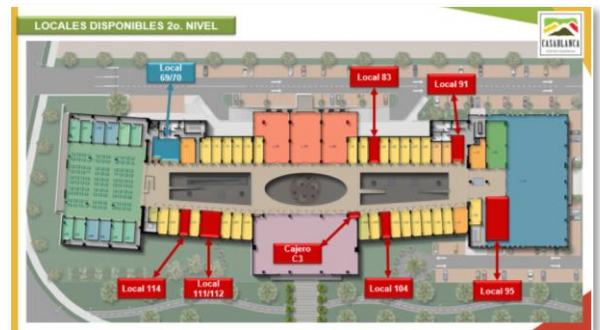 LOCALES DISPONIBLES 2o. NIVEL
CASABLANCA
Local
69/70
Local 83
Local 91
Cajero
C3
Local 114
Local
111/112
Local 104
Local 95